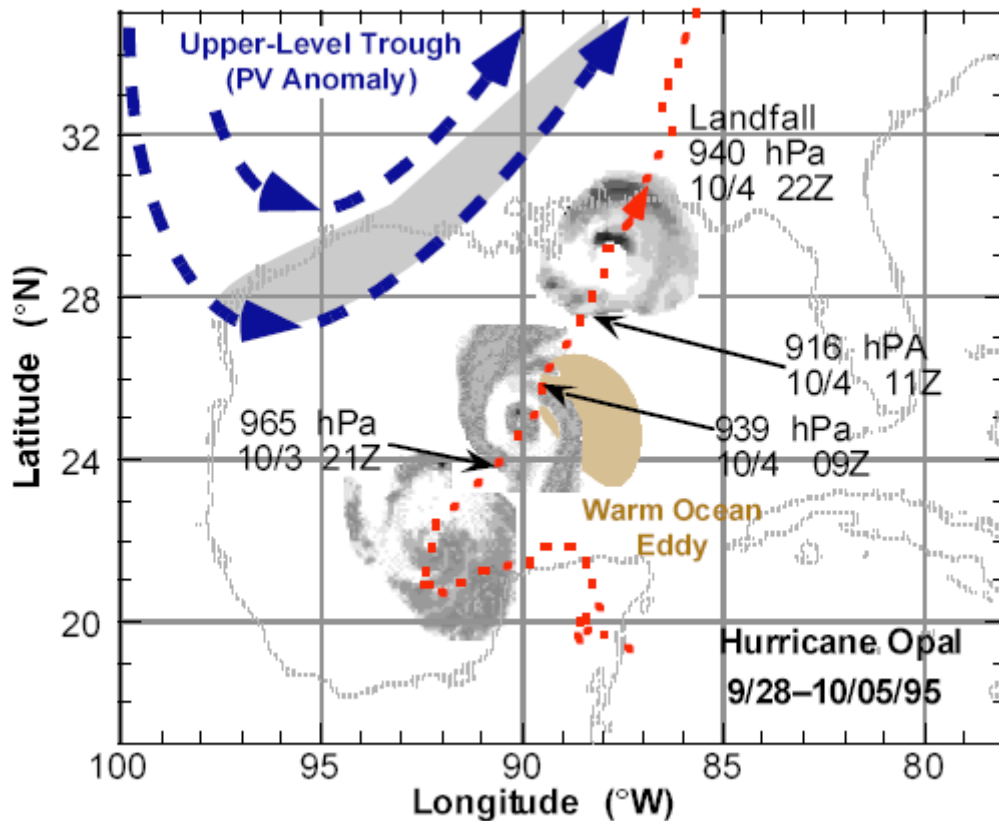 Upper-Level Trough
(PV Anomaly)
Landfall
940 hPa
10/4 22Z
916 hPA
10/4 11Z
965 hPa
10/3 21Z
939 hPa
10/4 09Z
Warm Ocean
Eddy
Hurricane Opal
9/28–10/05/95
Latitude (°N)
32
28
24
20
100
95
90
85
80
Longitude (°W)